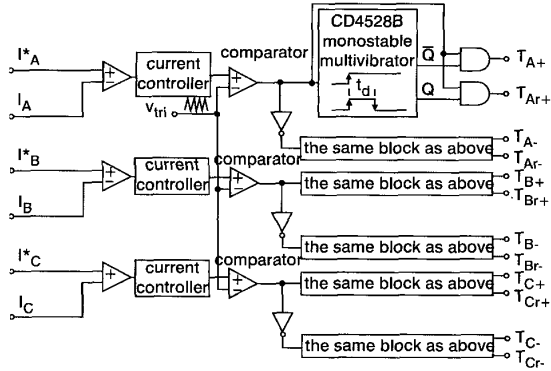 CD4528B
monostable
multivibrator
t_d
Q̅
Q
T_A+
T_Ar+
I*_A
I_A
current
controller
comparator
v_tri
the same block as above
T_A-
T_Ar-
I*_B
I_B
current
controller
comparator
the same block as above
T_B+
T_Br+
the same block as above
T_B-
T_Br-
I*_C
I_C
current
controller
comparator
the same block as above
T_C+
T_Cr+
the same block as above
T_C-
T_Cr-